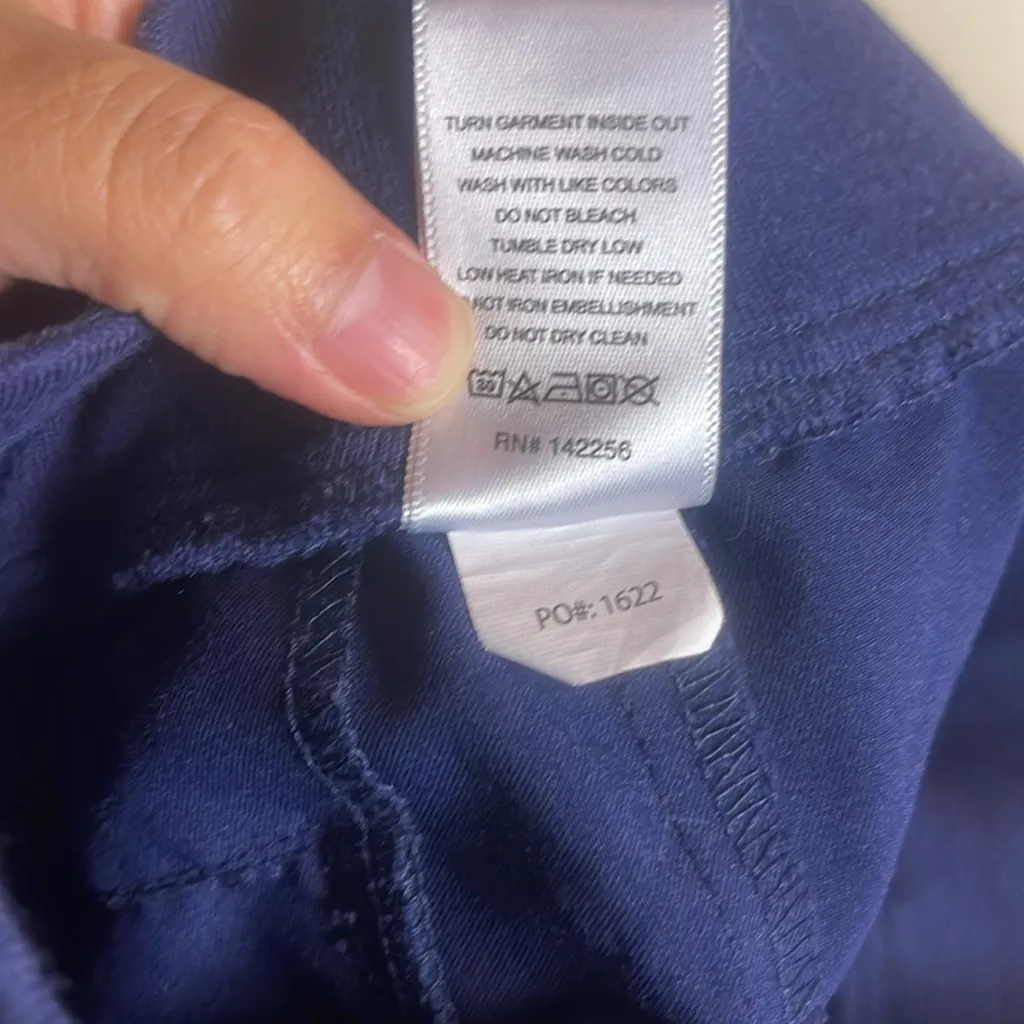 TURN GARMENT INSIDE OUT
MACHINE WASH COLD
WASH WITH LIKE COLORS
DO NOT BLEACH
TUMBLE DRY LOW
LOW HEAT IRON IF NEEDED
NOT IRON EMBELLISHMENT
DO NOT DRY CLEAN
30
RN# 142256
PO#: 1622